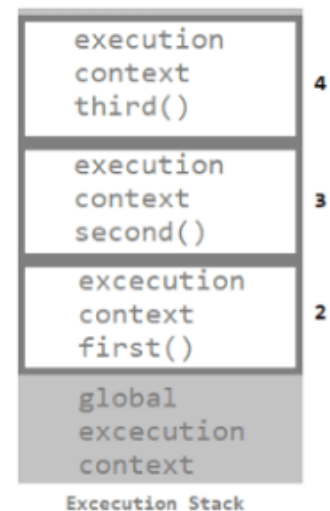 execution
context
third()
4
execution
context
second()
3
excecution
context
first()
2
global
excecution
context
Excecution Stack